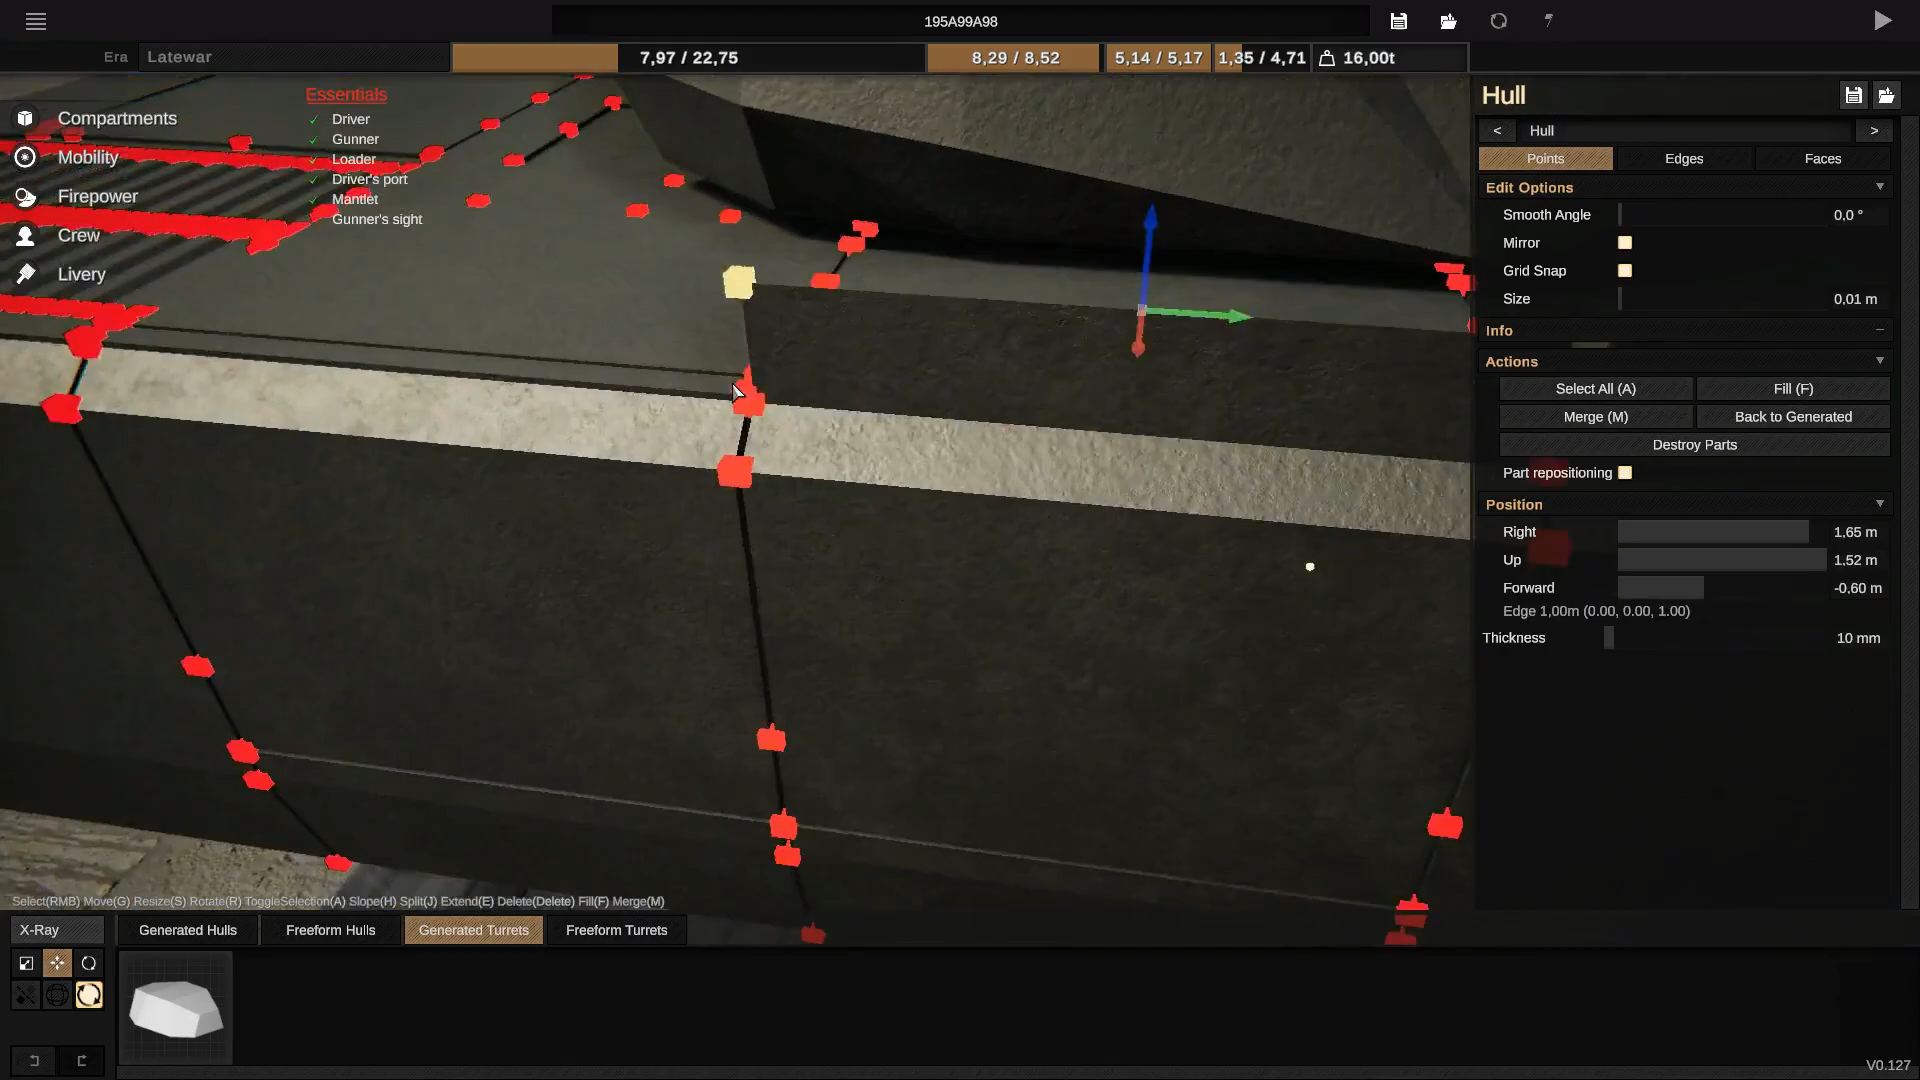 195A99A98
Era
Latewar
7,97 / 22,75
8,29 / 8,52
5,14 / 5,17
1,35 / 4,71
16,00t
Compartments
Mobility
Firepower
Crew
Livery
Essentials
✓ Driver
✓ Gunner
✓ Loader
✓ Driver's port
✓ Mantlet
Gunner's sight
Hull
< Hull >
Points
Edges
Faces
Edit Options
Smooth Angle 0,0 °
Mirror
Grid Snap
Size 0,01 m
Info
Actions
Select All (A)
Fill (F)
Merge (M)
Back to Generated
Destroy Parts
Part repositioning
Position
Right 1,65 m
Up 1,52 m
Forward -0,60 m
Edge 1,00m (0.00, 0.00, 1.00)
Thickness 10 mm
Select(RMB) Move(G) Resize(S) Rotate(R) ToggleSelection(A) Slope(H) Split(J) Extend(E) Delete(Delete) Fill(F) Merge(M)
X-Ray
Generated Hulls
Freeform Hulls
Generated Turrets
Freeform Turrets
V0.127